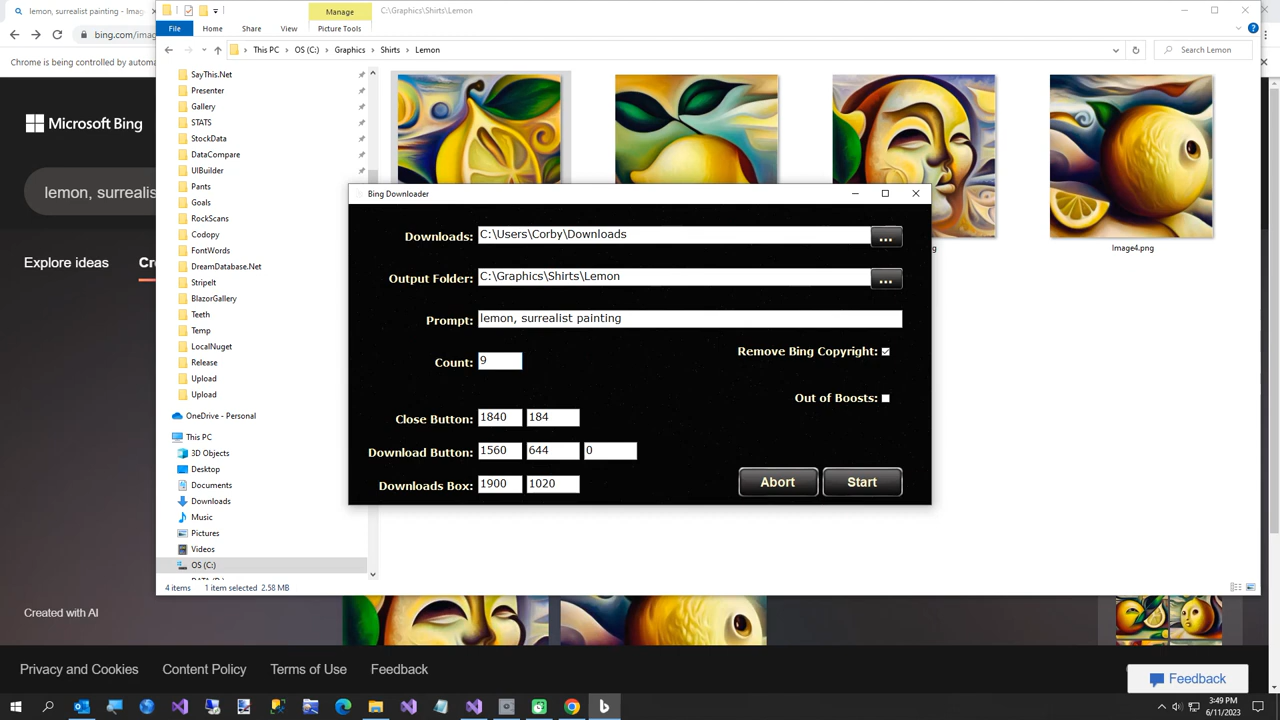 lemon, surrealist painting - Imag
Manage
C:\Graphics\Shirts\Lemon
File
Home
Share
View
Picture Tools
bing.com/imag
This PC
OS (C:)
Graphics
Shirts
Lemon
Search Lemon
Chrome is being controlled by automa
Microsoft Bing
lemon, surrealis
Explore ideas
Cre
SayThis.Net
Presenter
Gallery
STATS
StockData
DataCompare
UIBuilder
Pants
Goals
RockScans
Codopy
FontWords
DreamDatabase.Net
StripeIt
BlazorGallery
Teeth
Temp
LocalNuget
Release
Upload
Upload
OneDrive - Personal
This PC
3D Objects
Desktop
Documents
Downloads
Music
Pictures
Videos
OS (C:)
4 items
1 item selected 2.58 MB
g
Image4.png
Bing Downloader
Downloads:
C:\Users\Corby\Downloads
...
Output Folder:
C:\Graphics\Shirts\Lemon
...
Prompt:
lemon, surrealist painting
Count:
9
Remove Bing Copyright:
Out of Boosts:
Close Button:
1840
184
Download Button:
1560
644
0
Downloads Box:
1900
1020
Abort
Start
Created with AI
Privacy and Cookies
Content Policy
Terms of Use
Feedback
Feedback
3:49 PM
6/11/2023